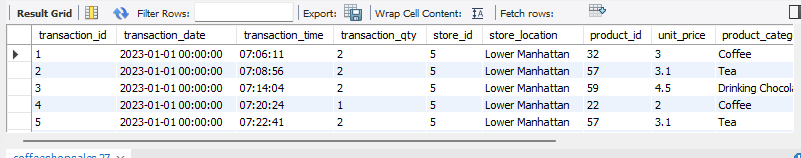 Result Grid Filter Rows: Export: Wrap Cell Content: Fetch rows:
transaction_id transaction_date transaction_time transaction_qty store_id store_location product_id unit_price product_categ
1 2023-01-01 00:00:00 07:06:11 2 5 Lower Manhattan 32 3 Coffee
2 2023-01-01 00:00:00 07:08:56 2 5 Lower Manhattan 57 3.1 Tea
3 2023-01-01 00:00:00 07:14:04 2 5 Lower Manhattan 59 4.5 Drinking Chocola
4 2023-01-01 00:00:00 07:20:24 1 5 Lower Manhattan 22 2 Coffee
5 2023-01-01 00:00:00 07:22:41 2 5 Lower Manhattan 57 3.1 Tea